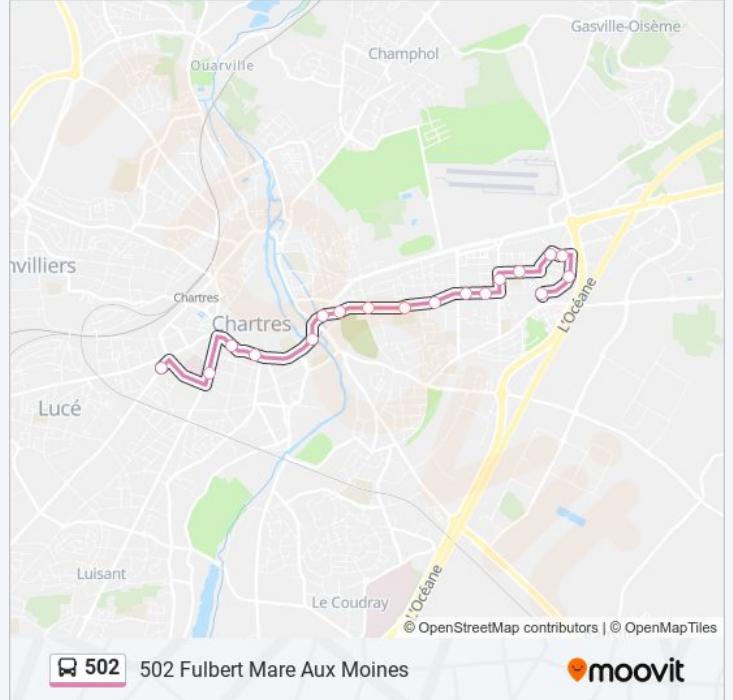 Gasville-Oisème
Champhol
Ouarville
nvilliers
Chartres
Chartres
L'Océane
Lucé
Luisant
Le Coudray
L'Océane
© OpenStreetMap contributors | © OpenMapTiles
502 502 Fulbert Mare Aux Moines moovit